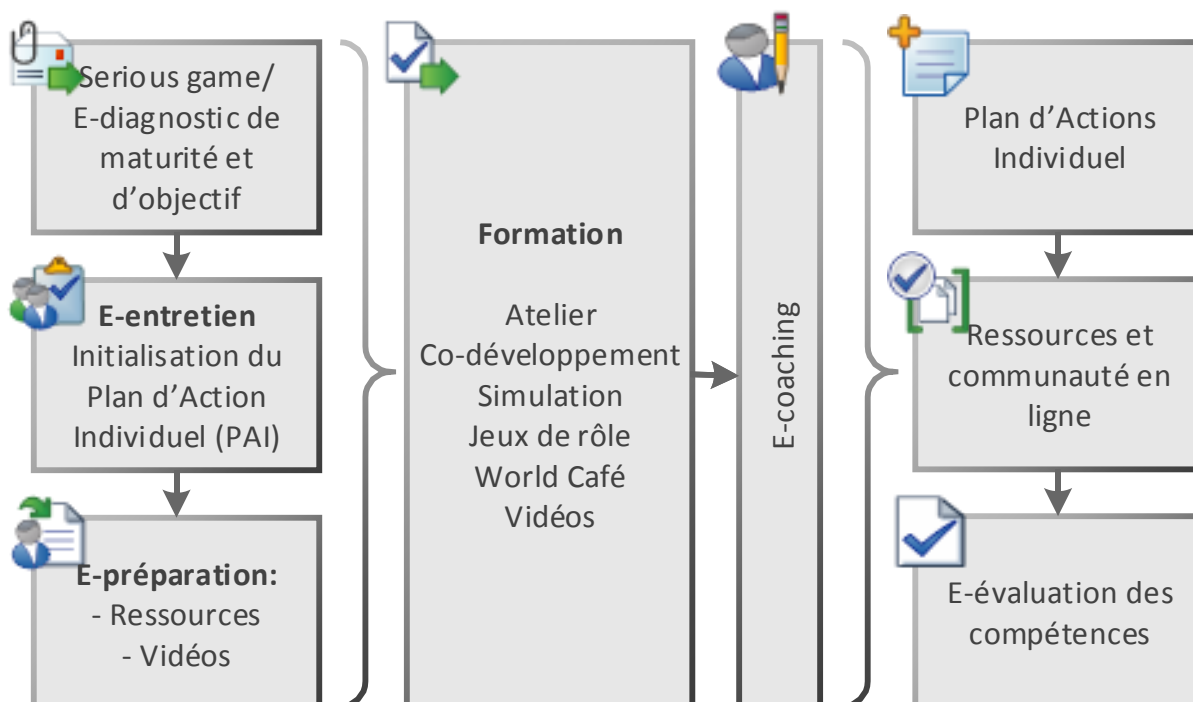 Serious game/
E-diagnostic de
maturité et
d’objectif
E-entretien
Initialisation du
Plan d’Action
Individuel (PAI)
E-préparation:
- Ressources
- Vidéos
Formation
Atelier
Co-développement
Simulation
Jeux de rôle
World Café
Vidéos
E-coaching
Plan d’Actions
Individuel
Ressources et
communauté en
ligne
E-évaluation des
compétences